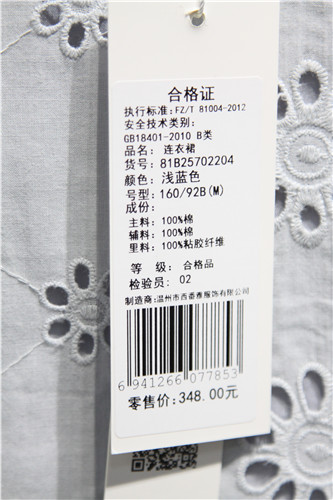 合格证
执行标准:FZ/T 81004-2012
安全技术类别:
GB18401-2010 B类
品名: 连衣裙
货号:81B25702204
颜色: 浅蓝色
号型:160/92B(M)
成份:
主料: 100%棉
辅料: 100%棉
里料: 100%粘胶纤维
等 级: 合格品
检验员: 02
制造商:温州市西番雅服饰有限公司
6 941266 077853
零售价:348.00元